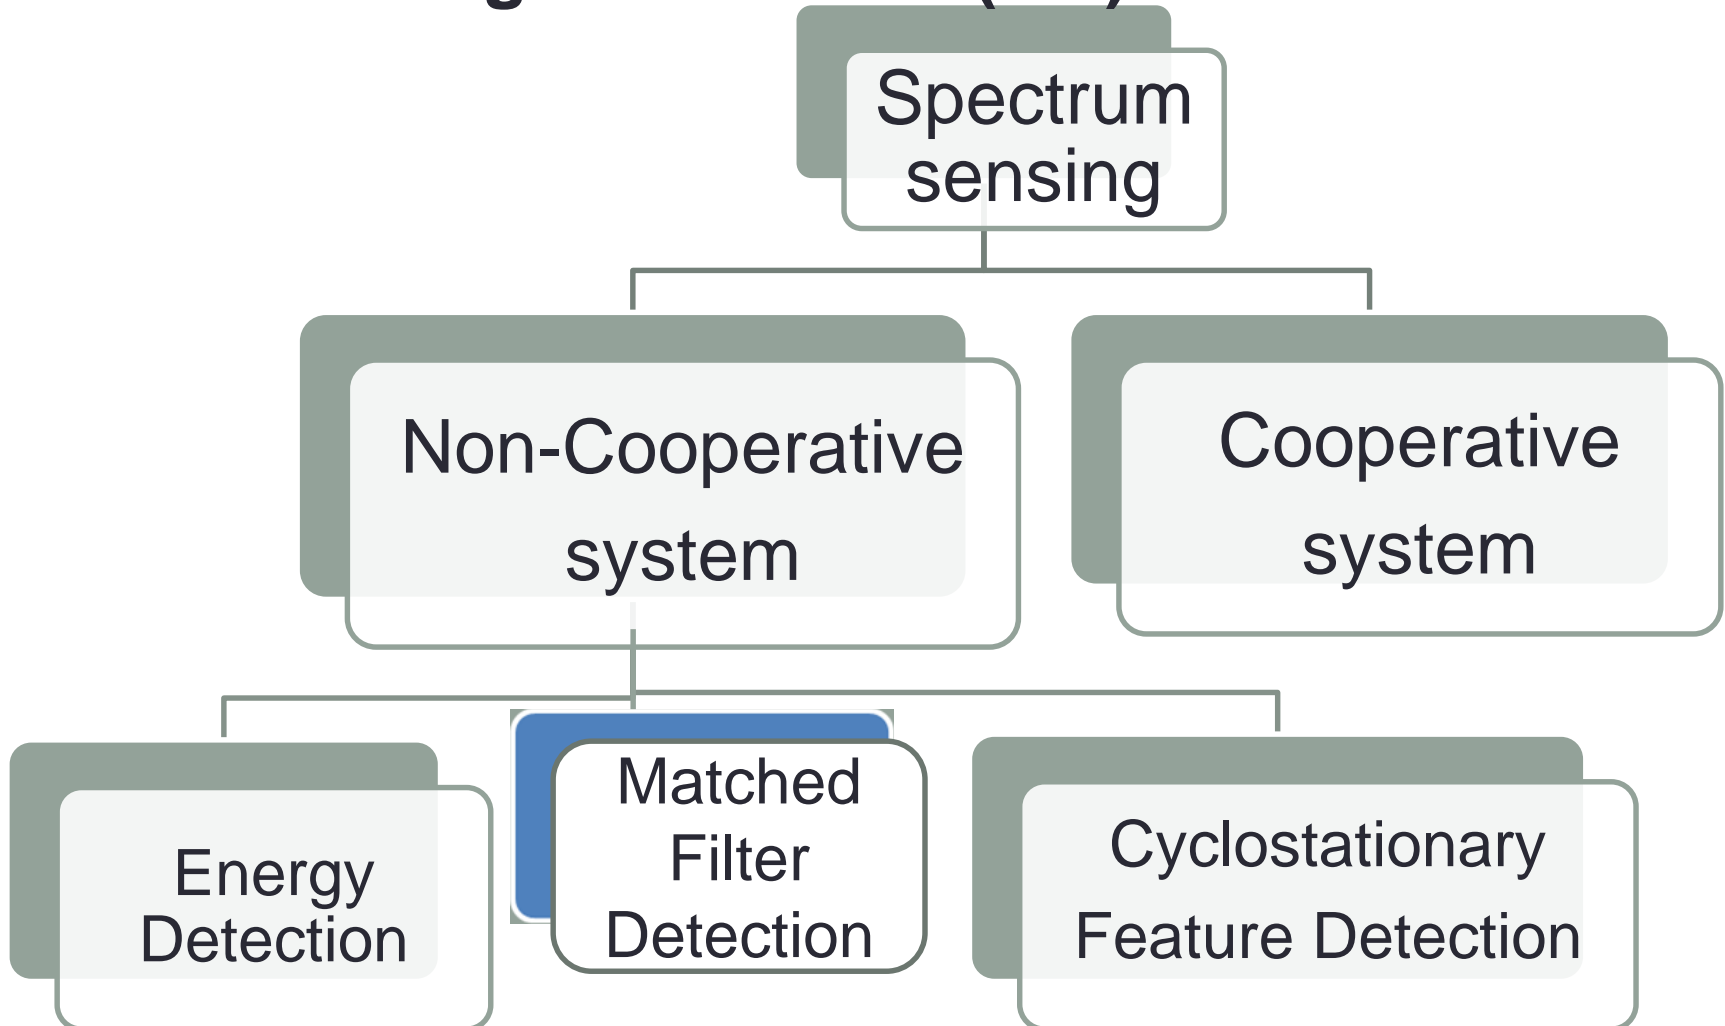 Spectrum
sensing
Non-Cooperative
system
Cooperative
system
Energy
Detection
Matched
Filter
Detection
Cyclostationary
Feature Detection